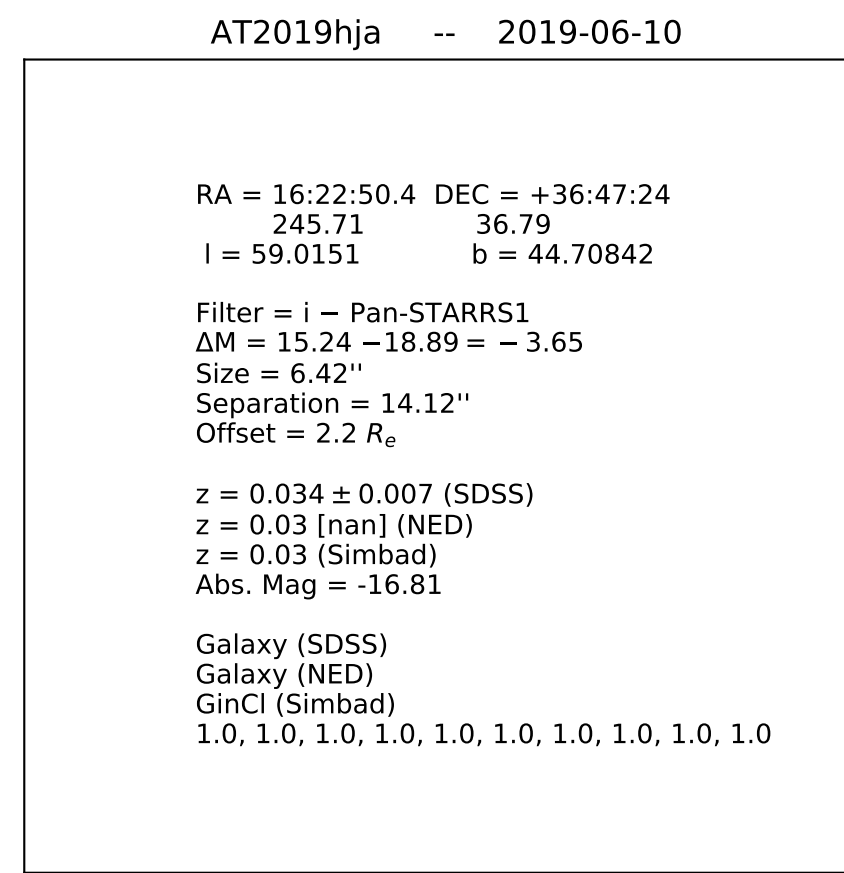 AT2019hja -- 2019-06-10
RA = 16:22:50.4 DEC = +36:47:24
245.71 36.79
l = 59.0151 b = 44.70842
Filter = i − Pan-STARRS1
ΔM = 15.24 −18.89 = − 3.65
Size = 6.42''
Separation = 14.12''
Offset = 2.2 Rₑ
z = 0.034 ± 0.007 (SDSS)
z = 0.03 [nan] (NED)
z = 0.03 (Simbad)
Abs. Mag = -16.81
Galaxy (SDSS)
Galaxy (NED)
GinCl (Simbad)
1.0, 1.0, 1.0, 1.0, 1.0, 1.0, 1.0, 1.0, 1.0, 1.0